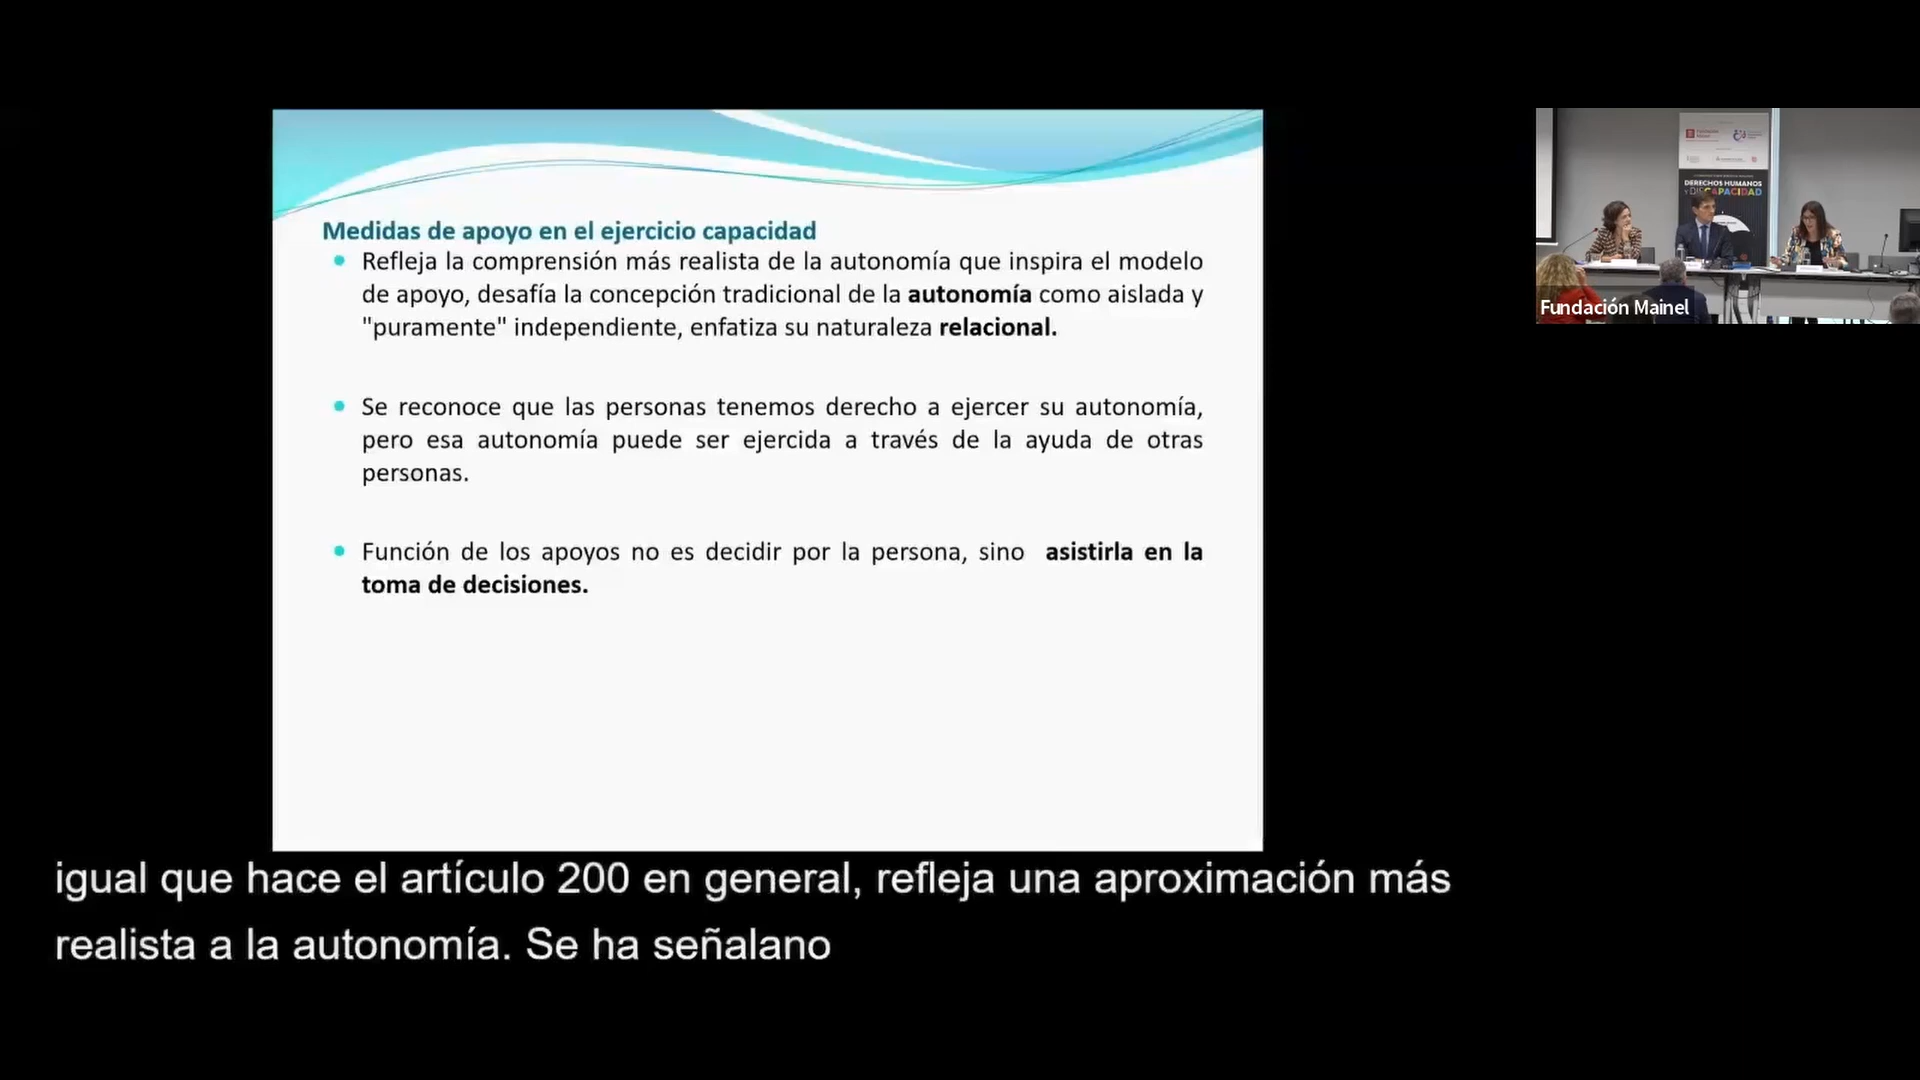 Medidas de apoyo en el ejercicio capacidad
Refleja la comprensión más realista de la autonomía que inspira el modelo
de apoyo, desafía la concepción tradicional de la autonomía como aislada y
"puramente" independiente, enfatiza su naturaleza relacional.
Se reconoce que las personas tenemos derecho a ejercer su autonomía,
pero esa autonomía puede ser ejercida a través de la ayuda de otras
personas.
Función de los apoyos no es decidir por la persona, sino asistirla en la
toma de decisiones.
DERECHOS HUMANOS
Y DISCAPACIDAD
Fundación Mainel
igual que hace el artículo 200 en general, refleja una aproximación más
realista a la autonomía. Se ha señalano